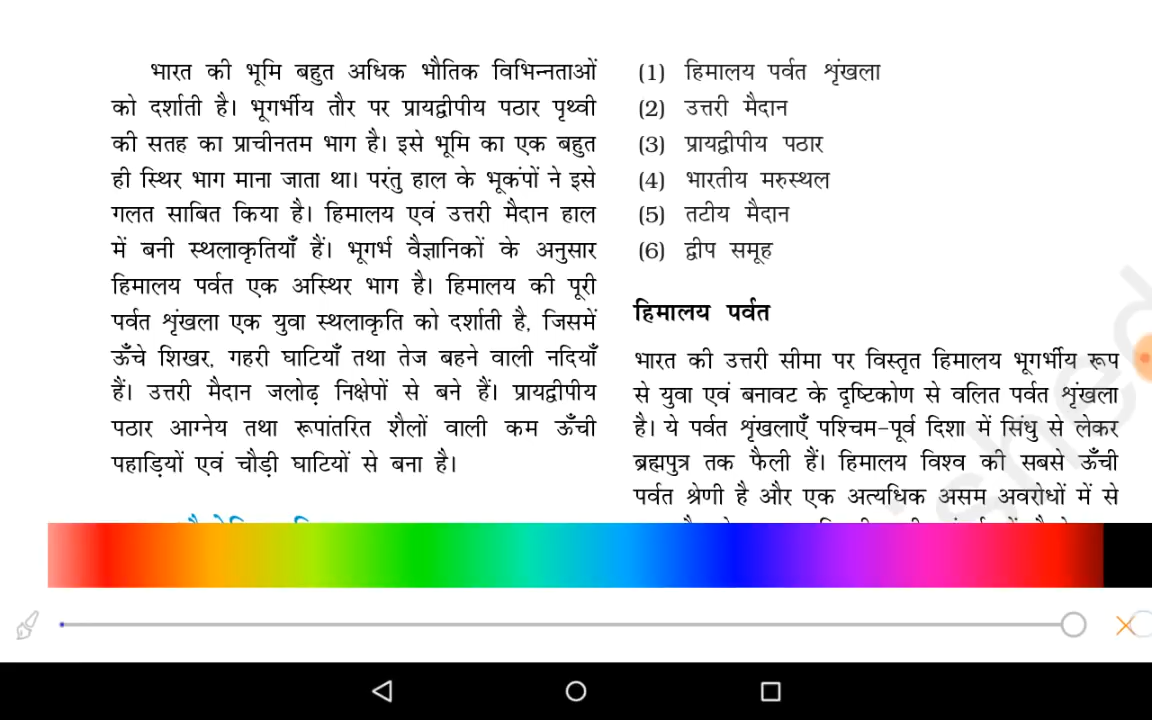 भारत की भूमि बहुत अधिक भौतिक विभिन्नताओं
को दर्शाती है। भूगर्भीय तौर पर प्रायद्वीपीय पठार पृथ्वी
की सतह का प्राचीनतम भाग है। इसे भूमि का एक बहुत
ही स्थिर भाग माना जाता था। परंतु हाल के भूकंपों ने इसे
गलत साबित किया है। हिमालय एवं उत्तरी मैदान हाल
में बनी स्थलाकृतियाँ हैं। भूगर्भ वैज्ञानिकों के अनुसार
हिमालय पर्वत एक अस्थिर भाग है। हिमालय की पूरी
पर्वत शृंखला एक युवा स्थलाकृति को दर्शाती है, जिसमें
ऊँचे शिखर, गहरी घाटियाँ तथा तेज बहने वाली नदियाँ
हैं। उत्तरी मैदान जलोढ़ निक्षेपों से बने हैं। प्रायद्वीपीय
पठार आग्नेय तथा रूपांतरित शैलों वाली कम ऊँची
पहाड़ियों एवं चौड़ी घाटियों से बना है।
(1) हिमालय पर्वत शृंखला
(2) उत्तरी मैदान
(3) प्रायद्वीपीय पठार
(4) भारतीय मरुस्थल
(5) तटीय मैदान
(6) द्वीप समूह
हिमालय पर्वत
भारत की उत्तरी सीमा पर विस्तृत हिमालय भूगर्भीय रूप
से युवा एवं बनावट के दृष्टिकोण से वलित पर्वत शृंखला
है। ये पर्वत शृंखलाएँ पश्चिम-पूर्व दिशा में सिंधु से लेकर
ब्रह्मपुत्र तक फैली हैं। हिमालय विश्व की सबसे ऊँची
पर्वत श्रेणी है और एक अत्यधिक असम अवरोधों में से
shed